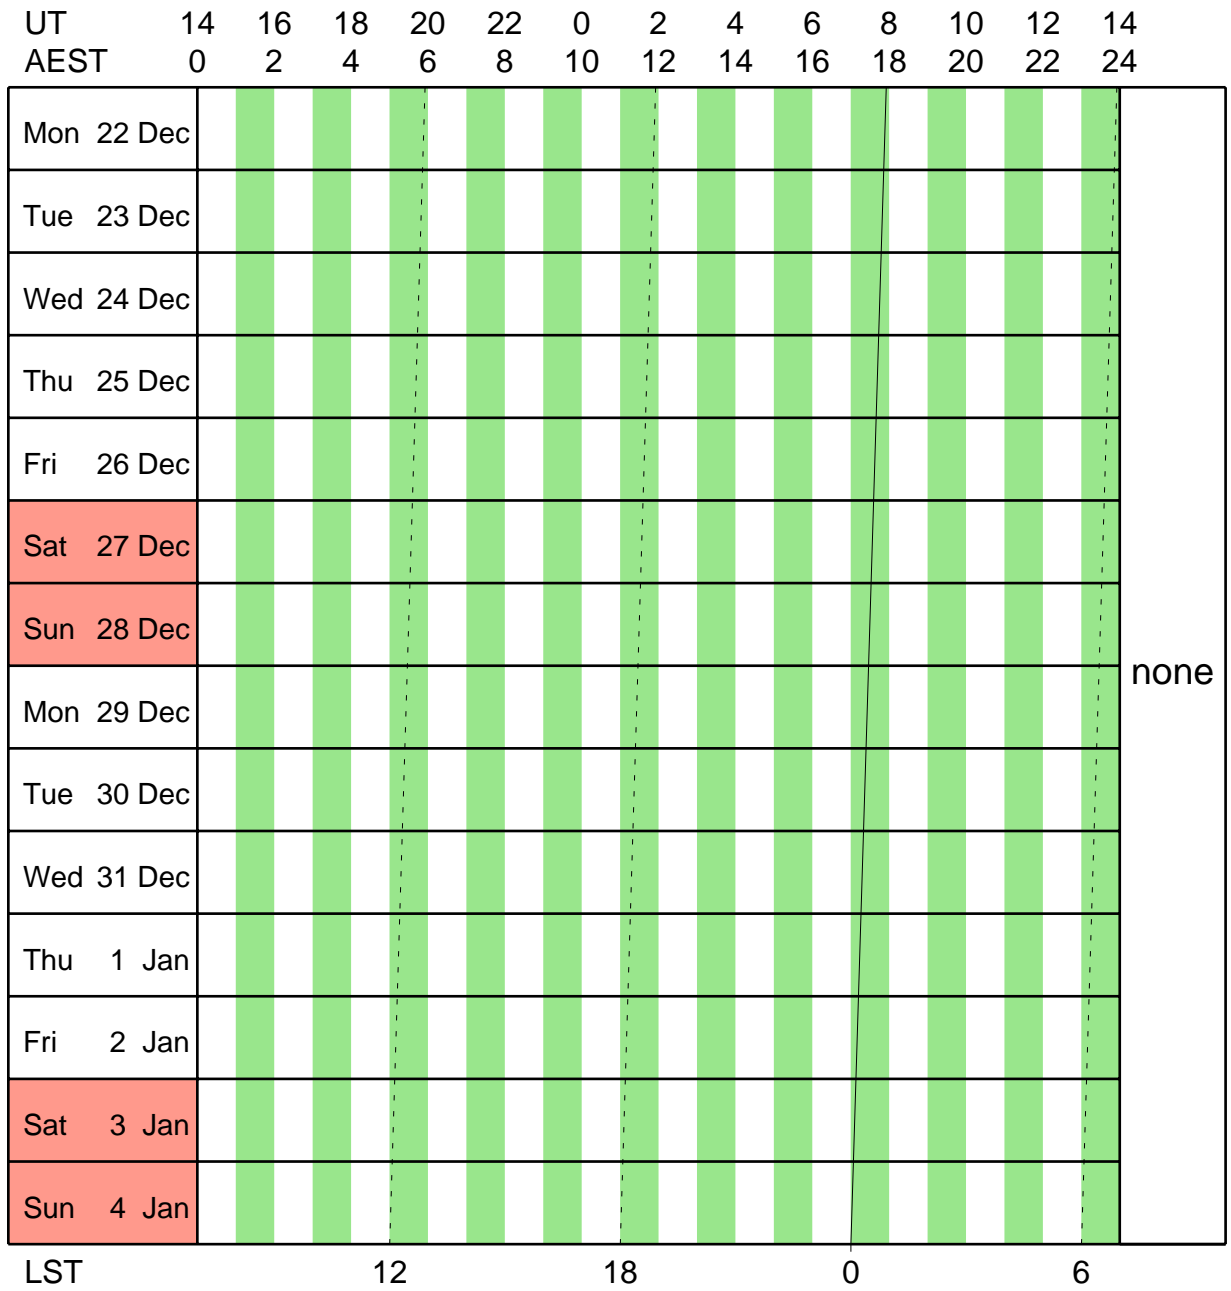 UT 14 16 18 20 22 0 2 4 6 8 10 12 14
AEST 0 2 4 6 8 10 12 14 16 18 20 22 24
Mon 22 Dec
Tue 23 Dec
Wed 24 Dec
Thu 25 Dec
Fri 26 Dec
Sat 27 Dec
Sun 28 Dec
none
Mon 29 Dec
Tue 30 Dec
Wed 31 Dec
Thu 1 Jan
Fri 2 Jan
Sat 3 Jan
Sun 4 Jan
LST 12 18 0 6